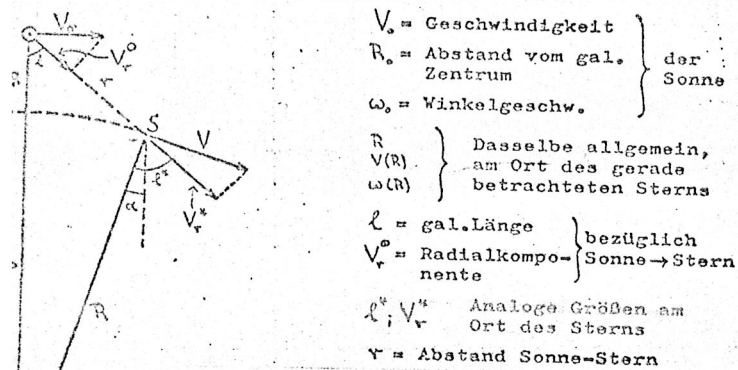 V₀
V_r^⊙
l
r
S
V
l*
V_r*
α
R
V₀ = Geschwindigkeit
R₀ = Abstand vom gal.
Zentrum
ω₀ = Winkelgeschw.
der
Sonne
R
V(R)
ω(R)
Dasselbe allgemein,
am Ort des gerade
betrachteten Sterns
l = gal.Länge
V_r^⊙ = Radialkompo-
nente
bezüglich
Sonne→Stern
l*; V_r* Analoge Größen am
Ort des Sterns
r = Abstand Sonne-Stern